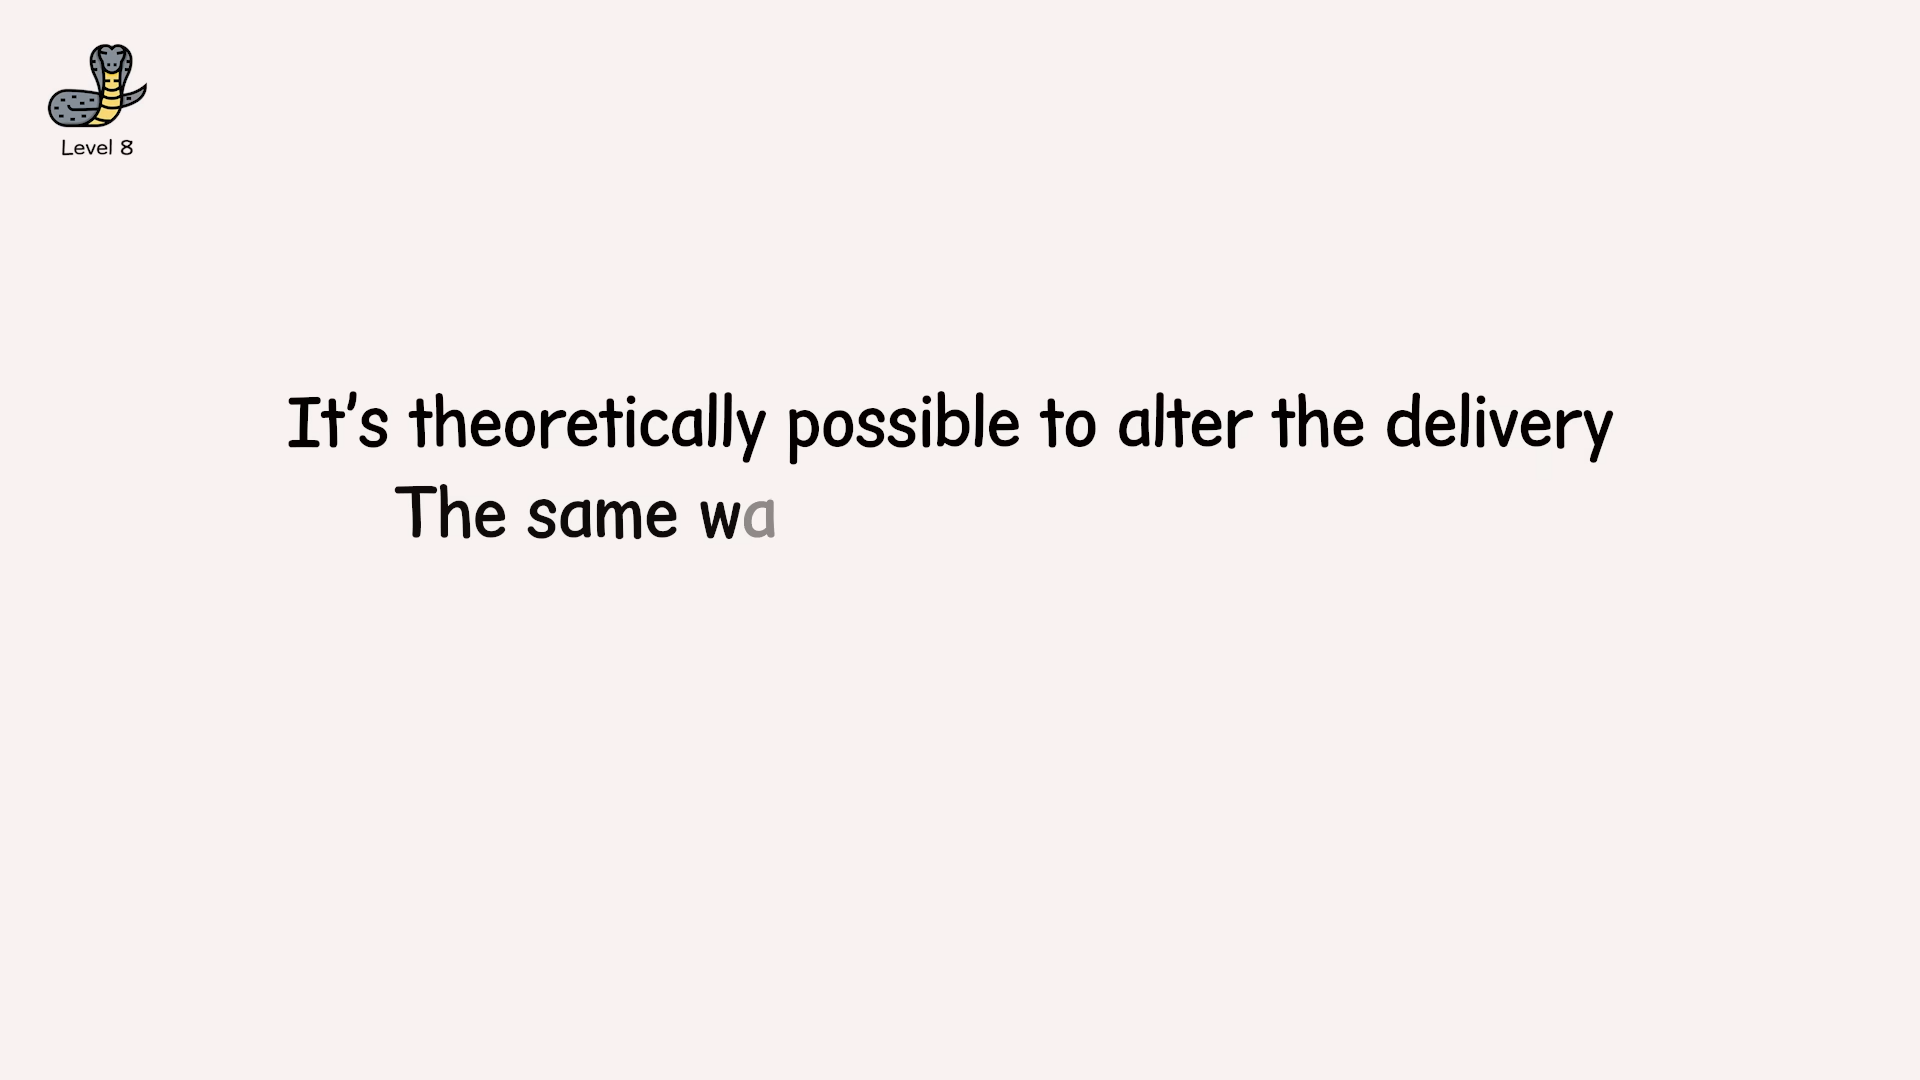 Level 8
It's theoretically possible to alter the delivery
The same wa